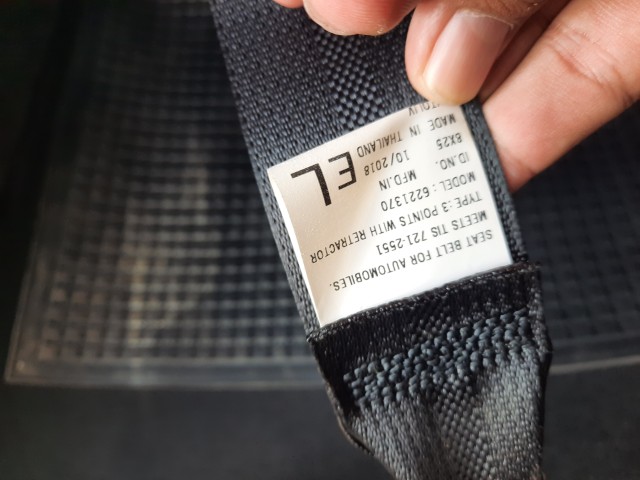 SEAT BELT FOR AUTOMOBILES.
MEETS TIS 721-2551
TYPE : 3 POINTS WITH RETRACTOR
MODEL : 6221370
MFD.IN 10/2018
ID.NO. 8X25
EL
MADE IN THAILAND